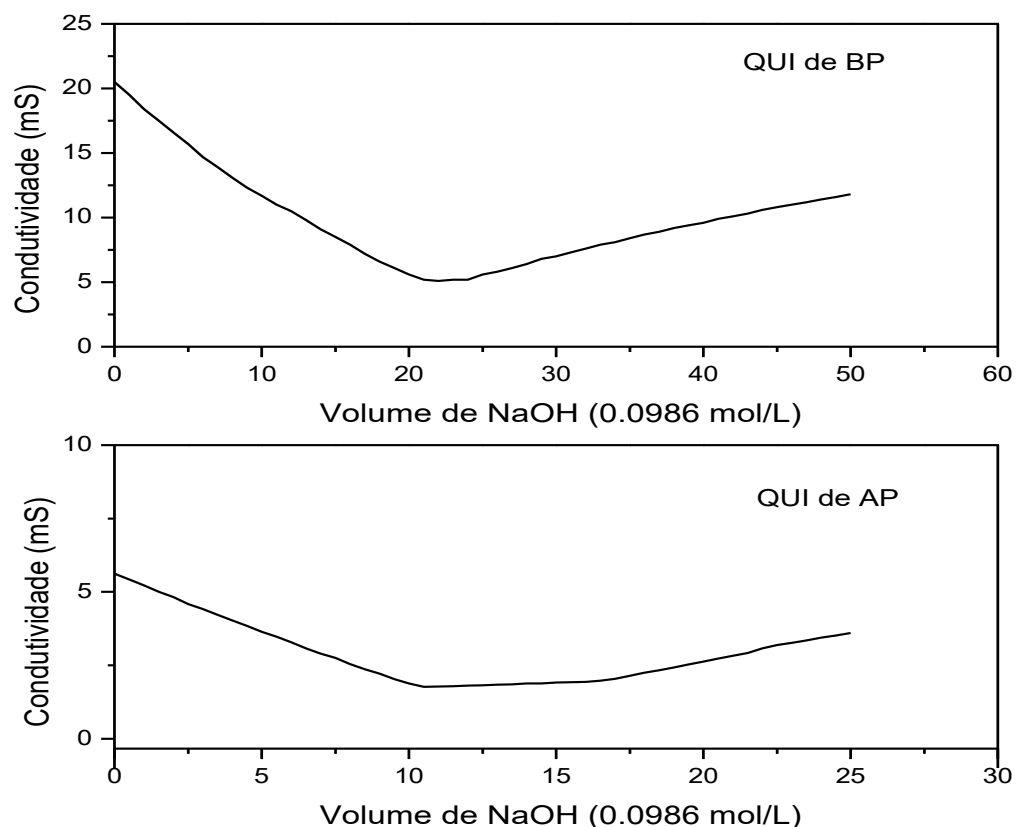 25
20
15
10
5
0
Condutividade (mS)
QUI de BP
0 10 20 30 40 50 60
Volume de NaOH (0.0986 mol/L)
10
5
0
Condutividade (mS)
QUI de AP
0 5 10 15 20 25 30
Volume de NaOH (0.0986 mol/L)